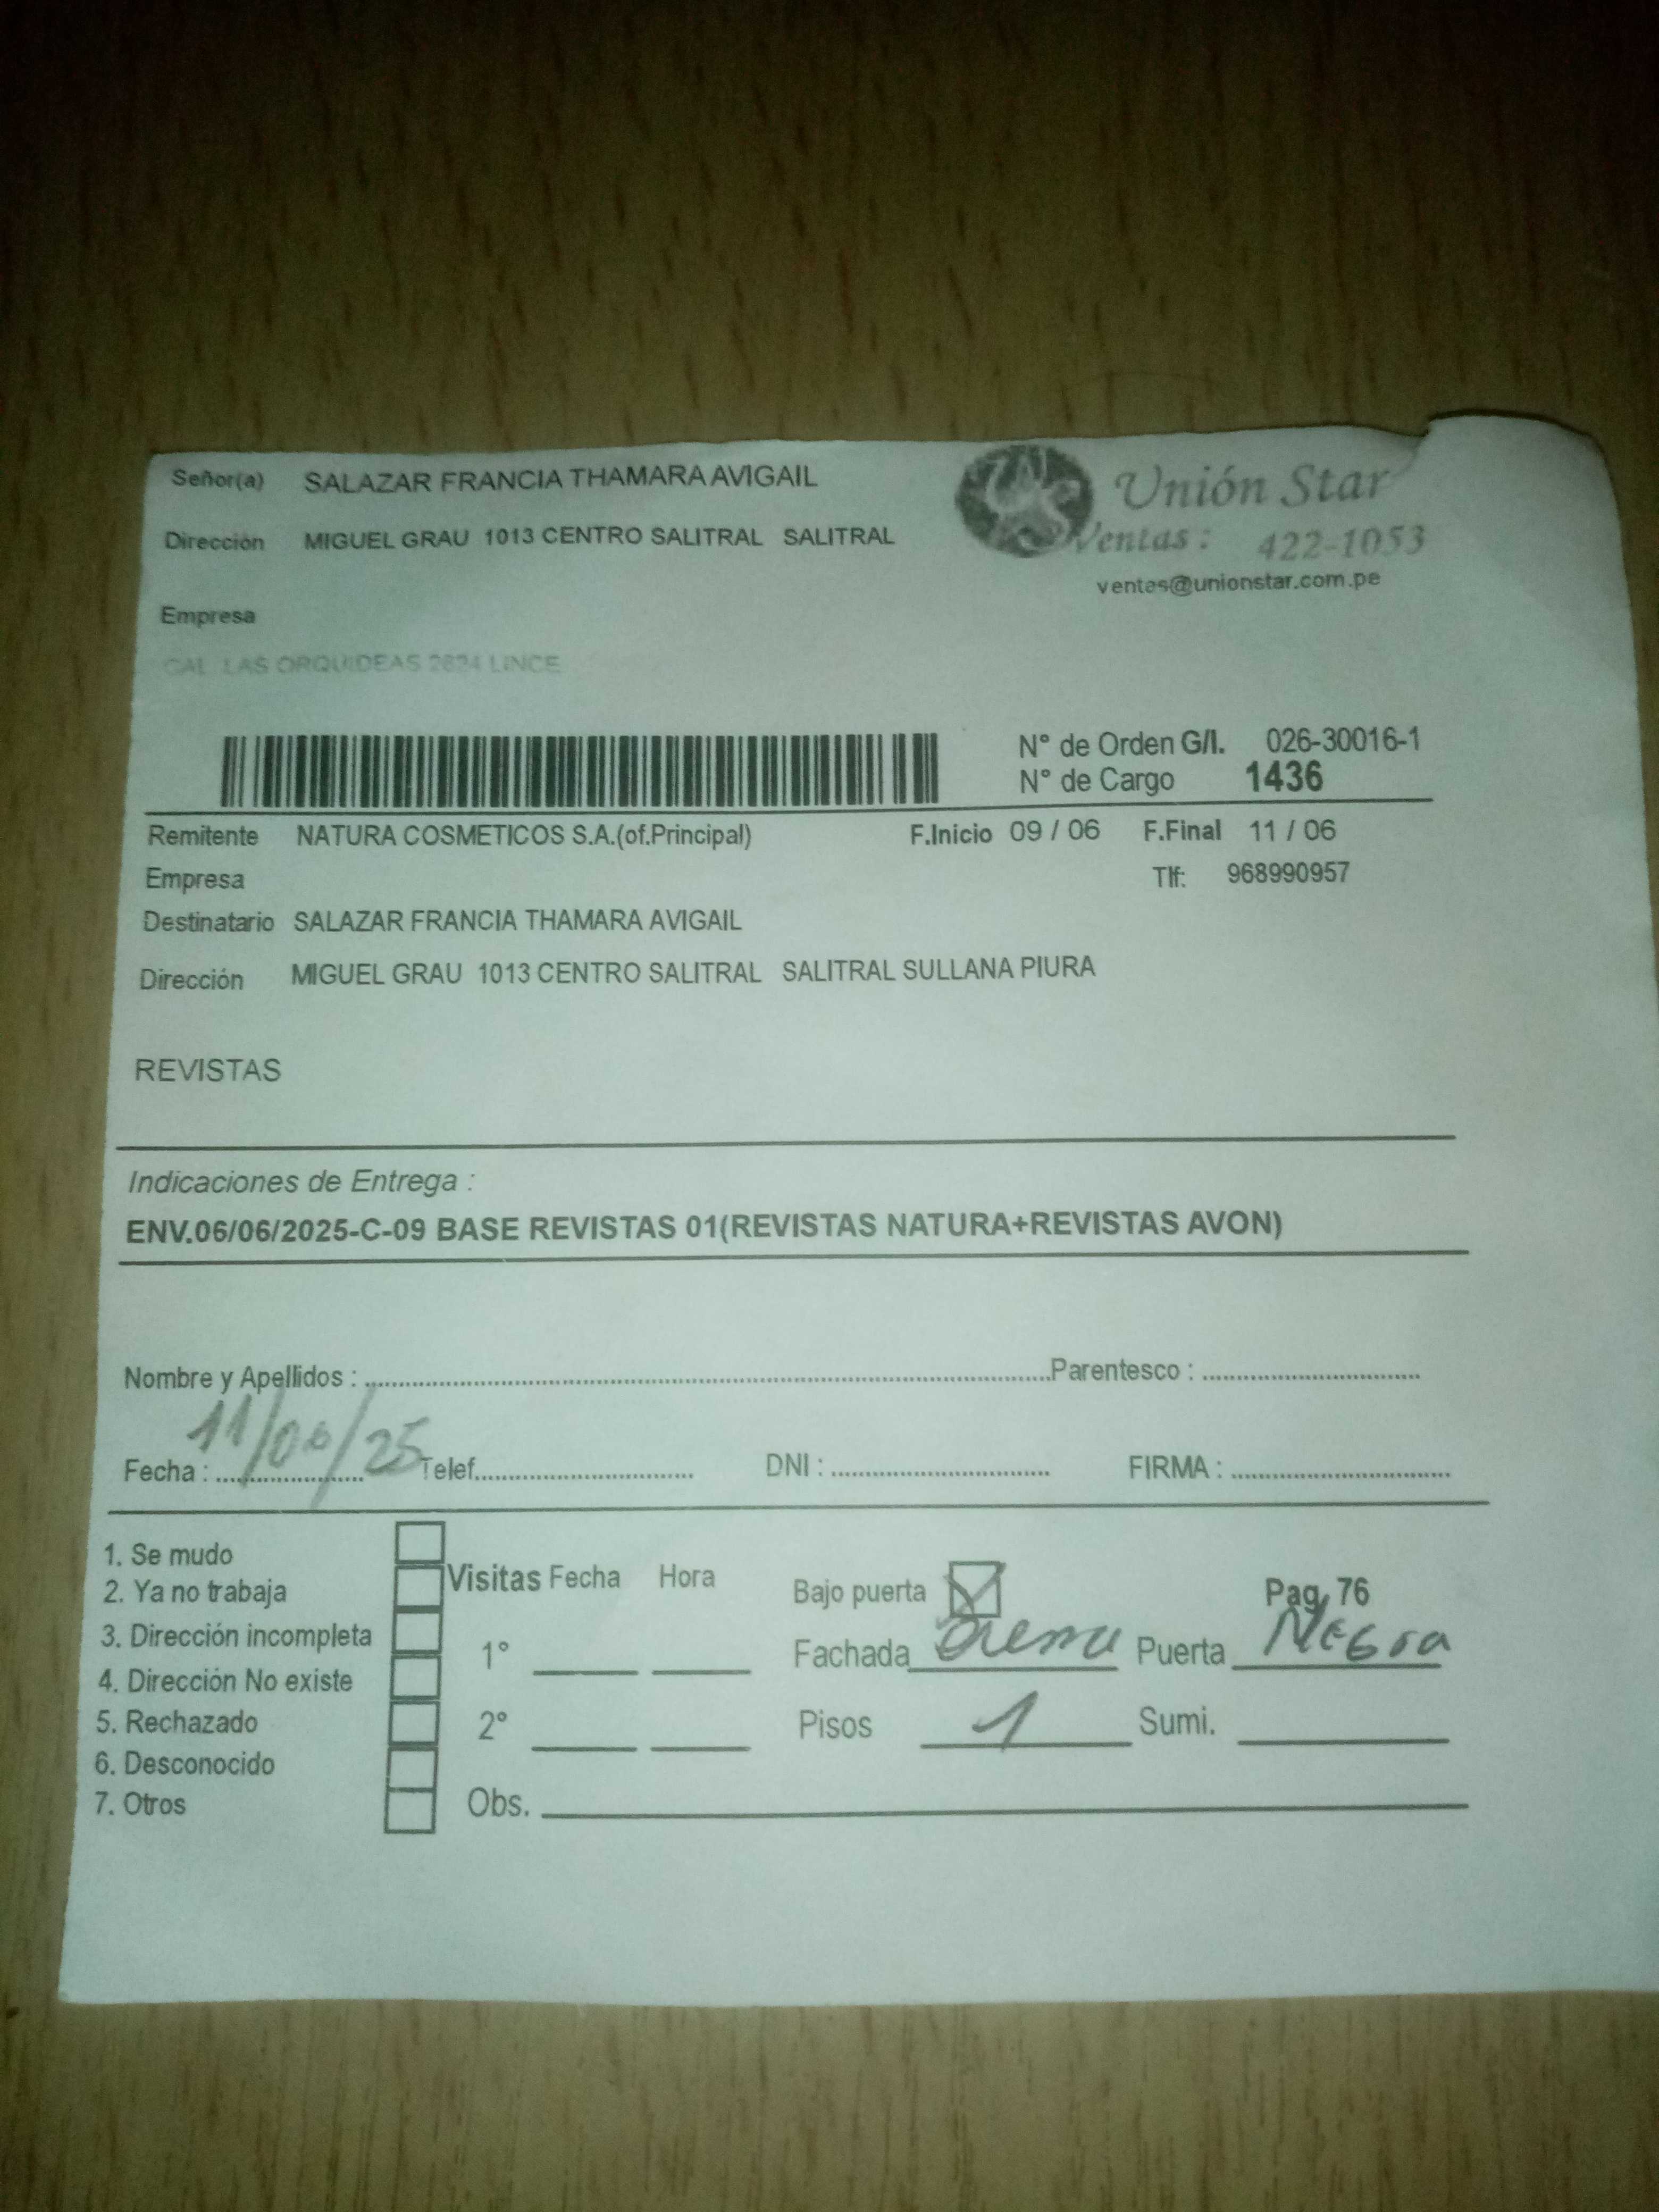 Señor(a) SALAZAR FRANCIA THAMARA AVIGAIL
Unión Star
Dirección MIGUEL GRAU 1013 CENTRO SALITRAL SALITRAL
Ventas : 422-1053
ventas@unionstar.com.pe
Empresa
CAL LAS ORQUIDEAS 2624 LINCE
N° de Orden G/I. 026-30016-1
N° de Cargo 1436
Remitente NATURA COSMETICOS S.A.(of.Principal) F.Inicio 09 / 06 F.Final 11 / 06
Empresa Tlf: 968990957
Destinatario SALAZAR FRANCIA THAMARA AVIGAIL
Dirección MIGUEL GRAU 1013 CENTRO SALITRAL SALITRAL SULLANA PIURA
REVISTAS
Indicaciones de Entrega :
ENV.06/06/2025-C-09 BASE REVISTAS 01(REVISTAS NATURA+REVISTAS AVON)
Nombre y Apellidos : Parentesco :
Fecha : 11/06/25 Telef. DNI : FIRMA :
1. Se mudo
2. Ya no trabaja
3. Dirección incompleta
4. Dirección No existe
5. Rechazado
6. Desconocido
7. Otros
Visitas Fecha Hora
1°
2°
Obs.
Bajo puerta Pag, 76
Fachada Puerta Negra
Pisos 1 Sumi.